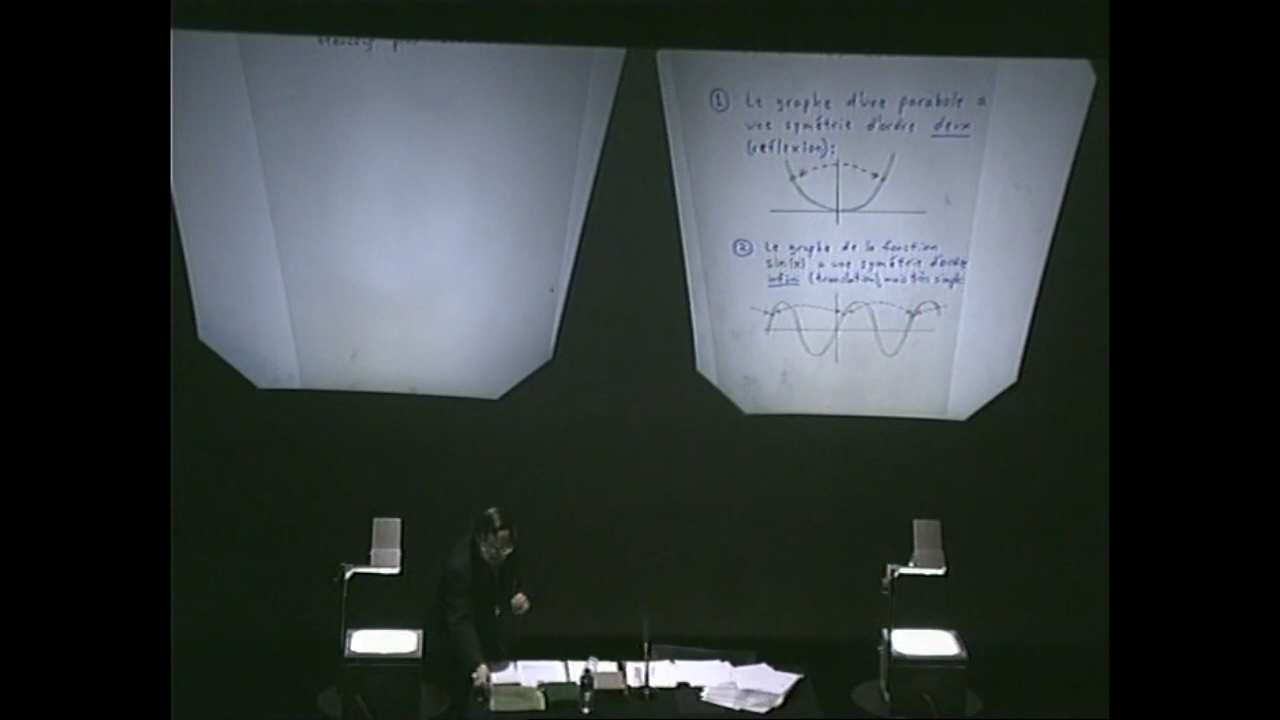 ① Le graphe d'une parabole a
une symétrie d'ordre deux
(reflexion):
② Le graphe de la fonction
sin(x) a une symétrie d'ordre
infini (translation), mais très simple